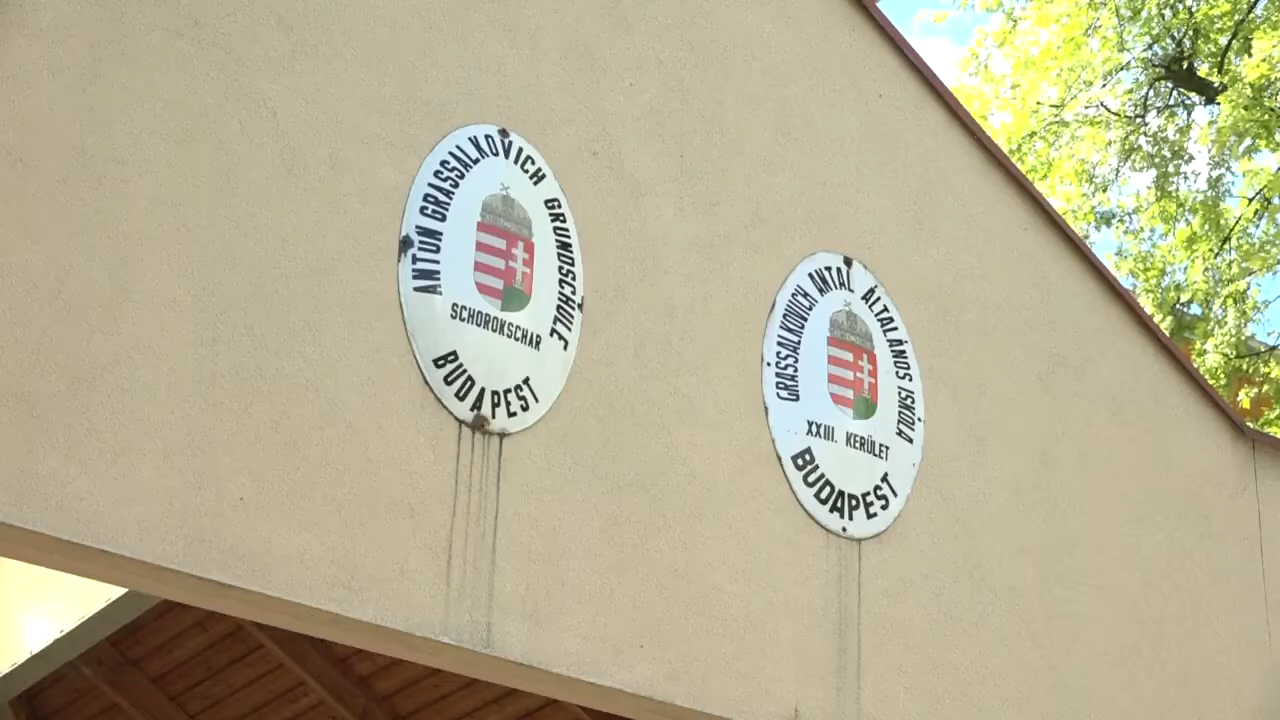 ANTON GRASSALKOVICH GRUNDSCHULE
SCHOROKSCHAR
BUDAPEST
GRASSALKOVICH ANTAL ÁLTALÁNOS ISKOLA
XXIII. KERÜLET
BUDAPEST